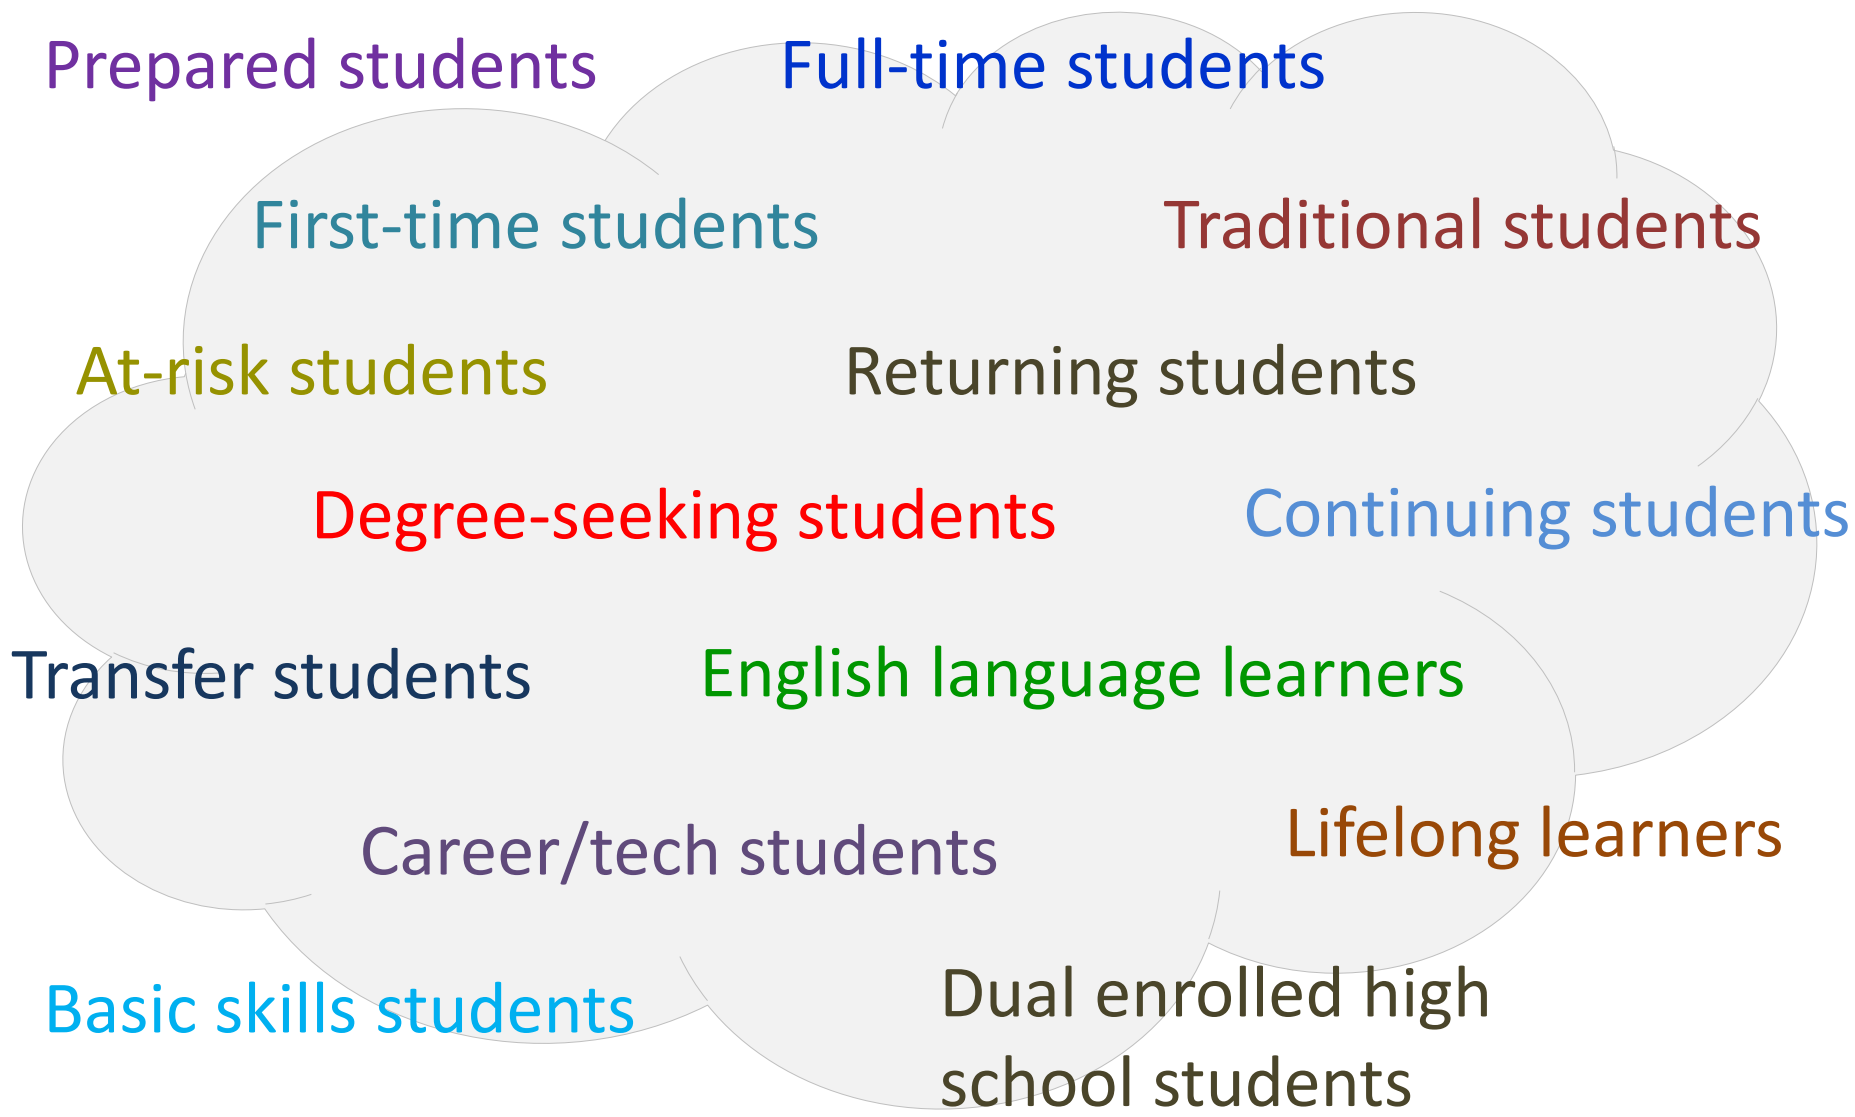 Prepared students
Full-time students
First-time students
Traditional students
At-risk students
Returning students
Degree-seeking students
Continuing students
Transfer students
English language learners
Career/tech students
Lifelong learners
Basic skills students
Dual enrolled high
school students